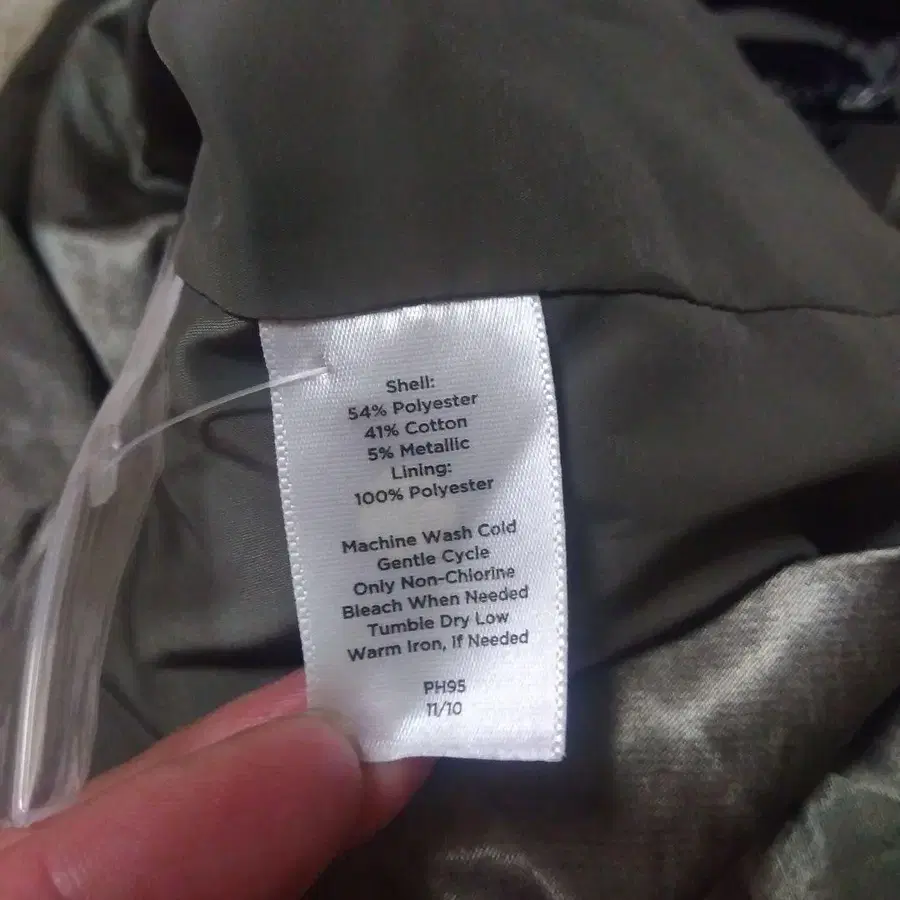 Shell:
54% Polyester
41% Cotton
5% Metallic
Lining:
100% Polyester
Machine Wash Cold
Gentle Cycle
Only Non-Chlorine
Bleach When Needed
Tumble Dry Low
Warm Iron, If Needed
PH95
11/10